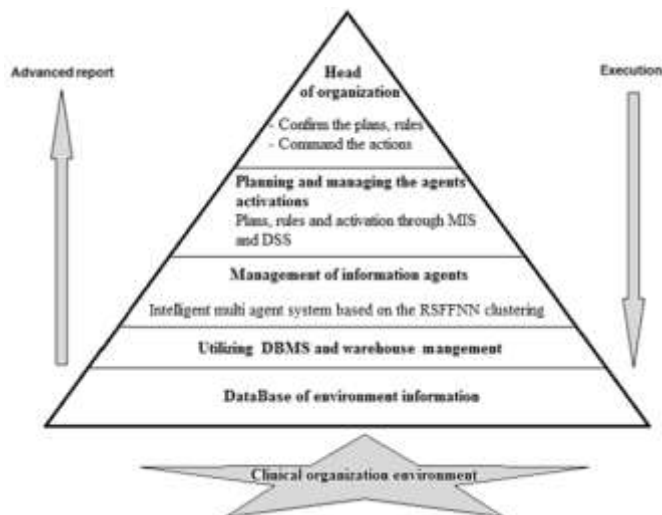 Head
of organization
Advanced report
Execution
- Confirm the plans, rules
- Command the actions
Planning and managing the agents
activations
Plans, rules and activation through MIS
and DSS
Management of information agents
Intelligent multi agent system based on the RSFFNN clustering
Utilizing DBMS and warehouse mangement
DataBase of environment information
Clinical organization environment